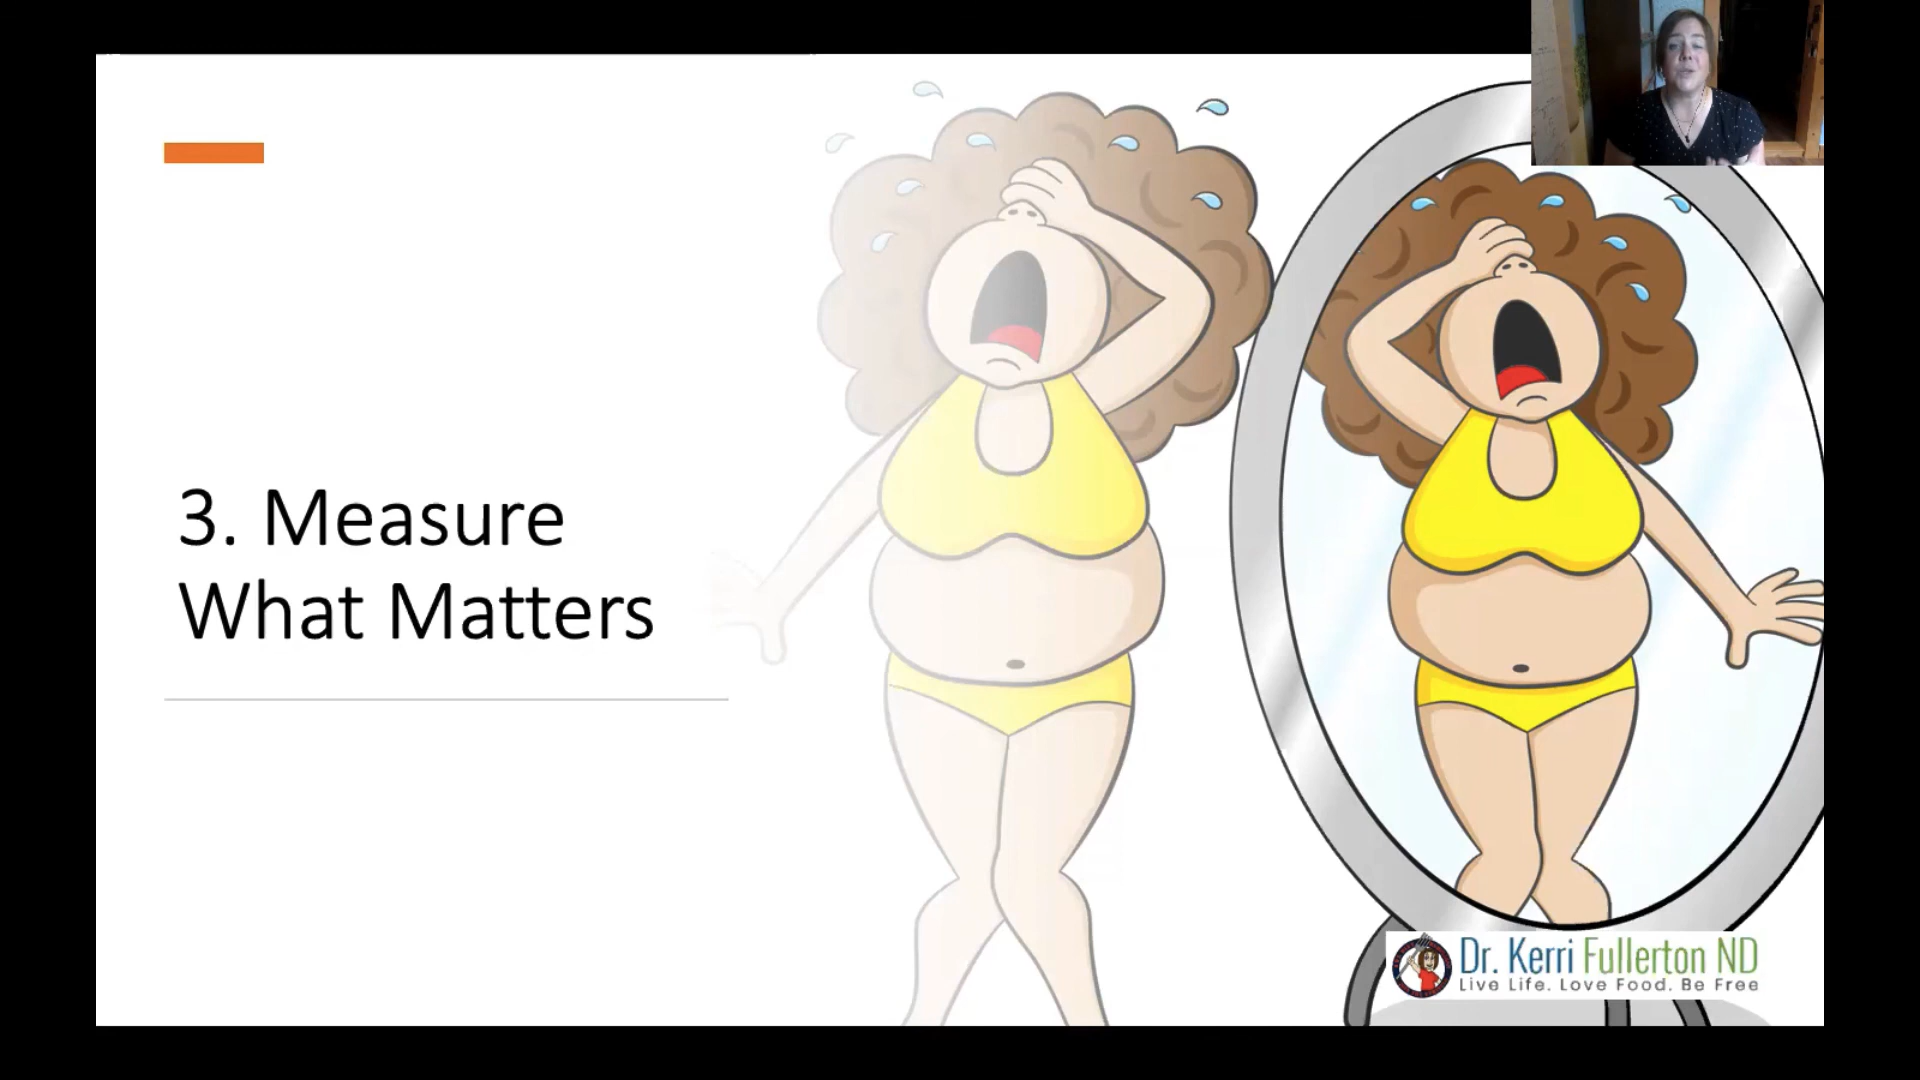 3. Measure
What Matters
Dr. Kerri Fullerton ND
Live Life. Love Food. Be Free